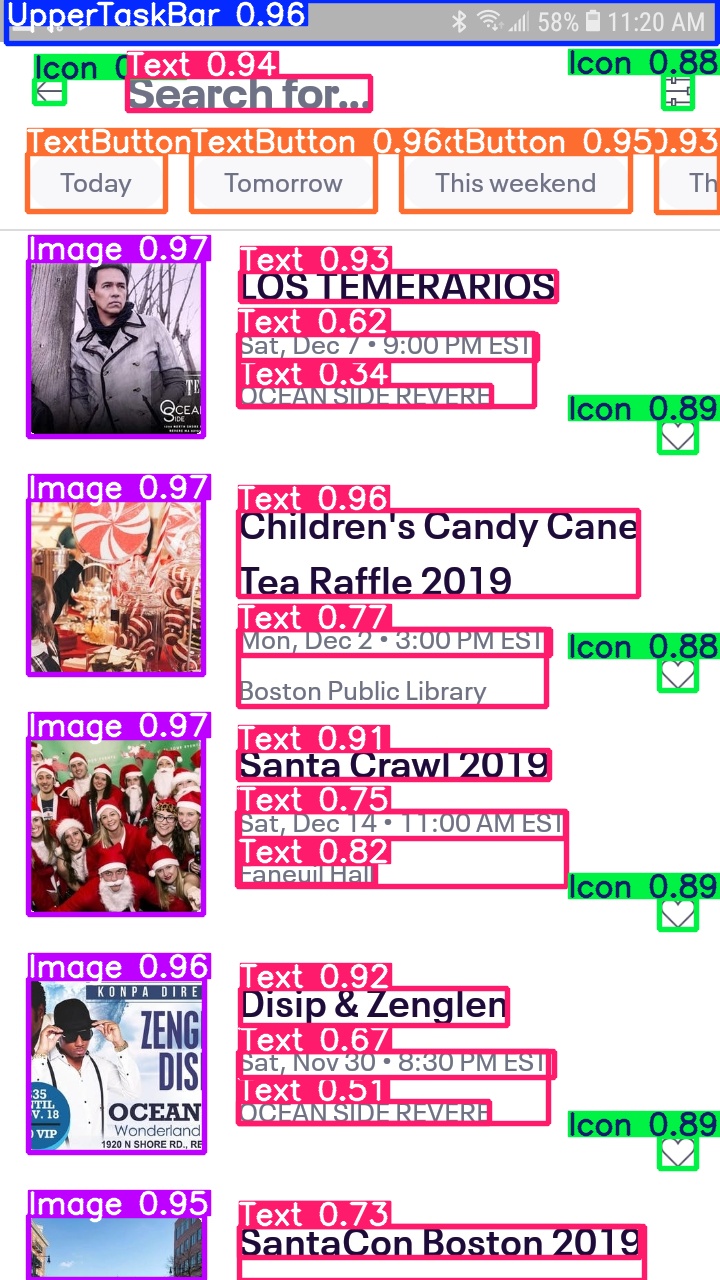 UpperTaskBar 0.96
58% 11:20 AM
Icon 0
Text 0.94
Icon 0.88
Search for...
TextButton
TextButton 0.96
xtButton 0.95
0.93
Today
Tomorrow
This weekend
Th
Image 0.97
Text 0.93
LOS TEMERARIOS
Text 0.62
Sat, Dec 7 • 9:00 PM EST
Text 0.34
OCEAN SIDE REVERE
TE
OCEAN
SIDE
Icon 0.89
Image 0.97
Text 0.96
Children's Candy Cane
Tea Raffle 2019
Text 0.77
Mon, Dec 2 • 3:00 PM EST
Icon 0.88
Boston Public Library
Image 0.97
Text 0.91
Santa Crawl 2019
Text 0.75
Sat, Dec 14 • 11:00 AM EST
Text 0.82
Faneuil Hall
Icon 0.89
Image 0.96
Text 0.92
KONPA DIRE
Disip & Zenglen
ZENG
DIS
Text 0.67
Sat, Nov 30 • 8:30 PM EST
Text 0.51
OCEAN SIDE REVERE
$35
NTIL
V. 18
VIP
OCEAN
Wonderland
1920 N SHORE RD., RE
Icon 0.89
Image 0.95
Text 0.73
SantaCon Boston 2019